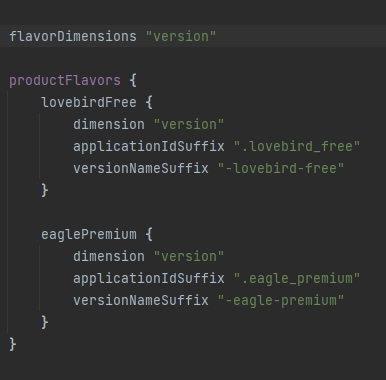 flavorDimensions "version"
productFlavors {
lovebirdFree {
dimension "version"
applicationIdSuffix ".lovebird_free"
versionNameSuffix "-lovebird-free"
}
eaglePremium {
dimension "version"
applicationIdSuffix ".eagle_premium"
versionNameSuffix "-eagle-premium"
}
}